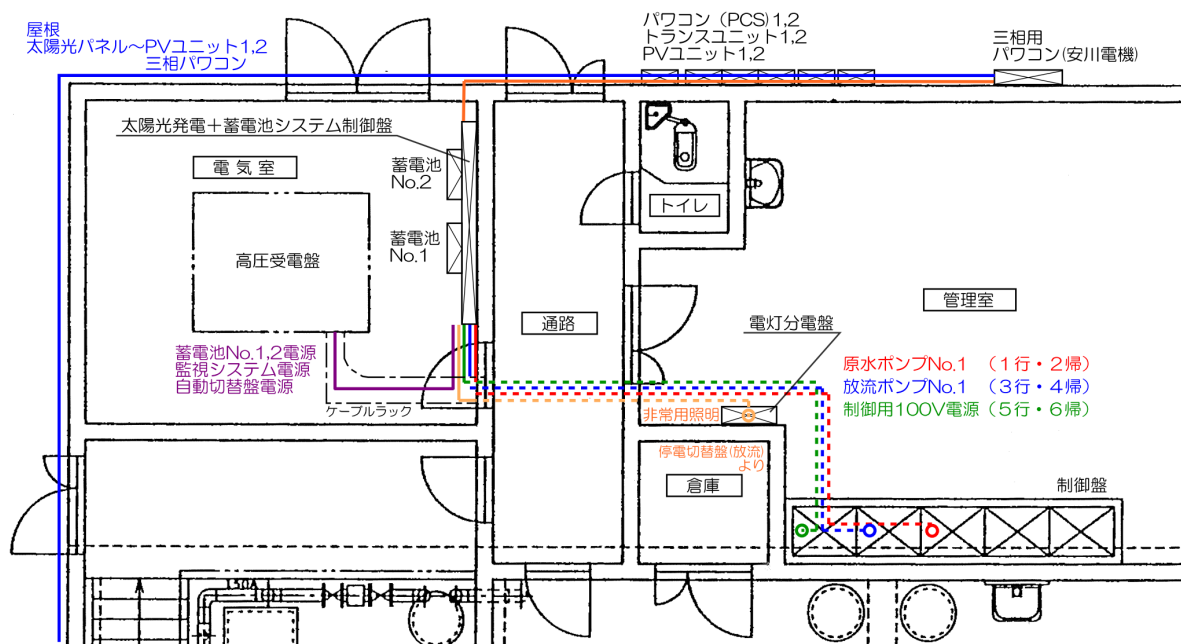 屋根
太陽光パネル～PVユニット1,2
三相パワコン
パワコン（PCS)1,2
トランスユニット1,2
PVユニット1,2
三相用
パワコン(安川電機)
太陽光発電＋蓄電池システム制御盤
電気室
蓄電池
No.2
トイレ
蓄電池
No.1
高圧受電盤
管理室
通路
電灯分電盤
蓄電池No.1,2電源
監視システム電源
自動切替盤電源
ケーブルラック
原水ポンプNo.1　（1行・2帰）
放流ポンプNo.1　（3行・4帰）
制御用100V電源（5行・6帰）
非常用照明
停電切替盤(放流)
より
倉庫
制御盤
150A